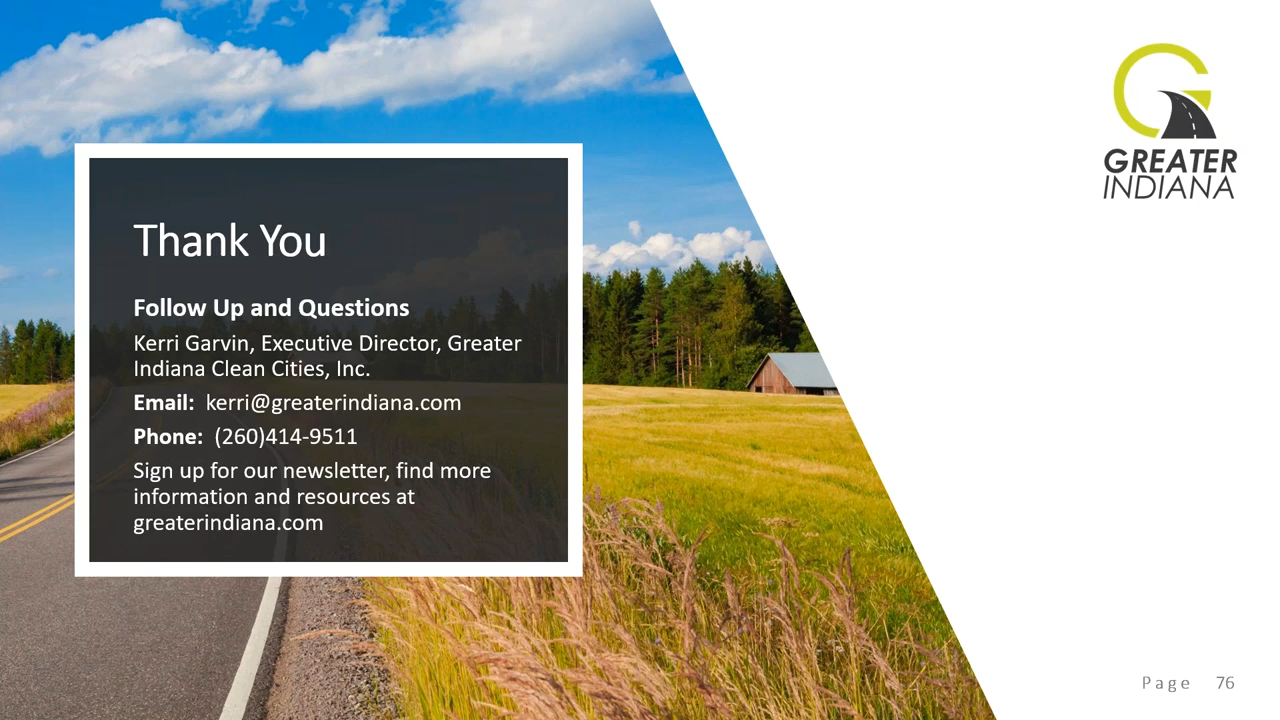 GREATER
INDIANA
Thank You
Follow Up and Questions
Kerri Garvin, Executive Director, Greater
Indiana Clean Cities, Inc.
Email: kerri@greaterindiana.com
Phone: (260)414-9511
Sign up for our newsletter, find more
information and resources at
greaterindiana.com
Page 76